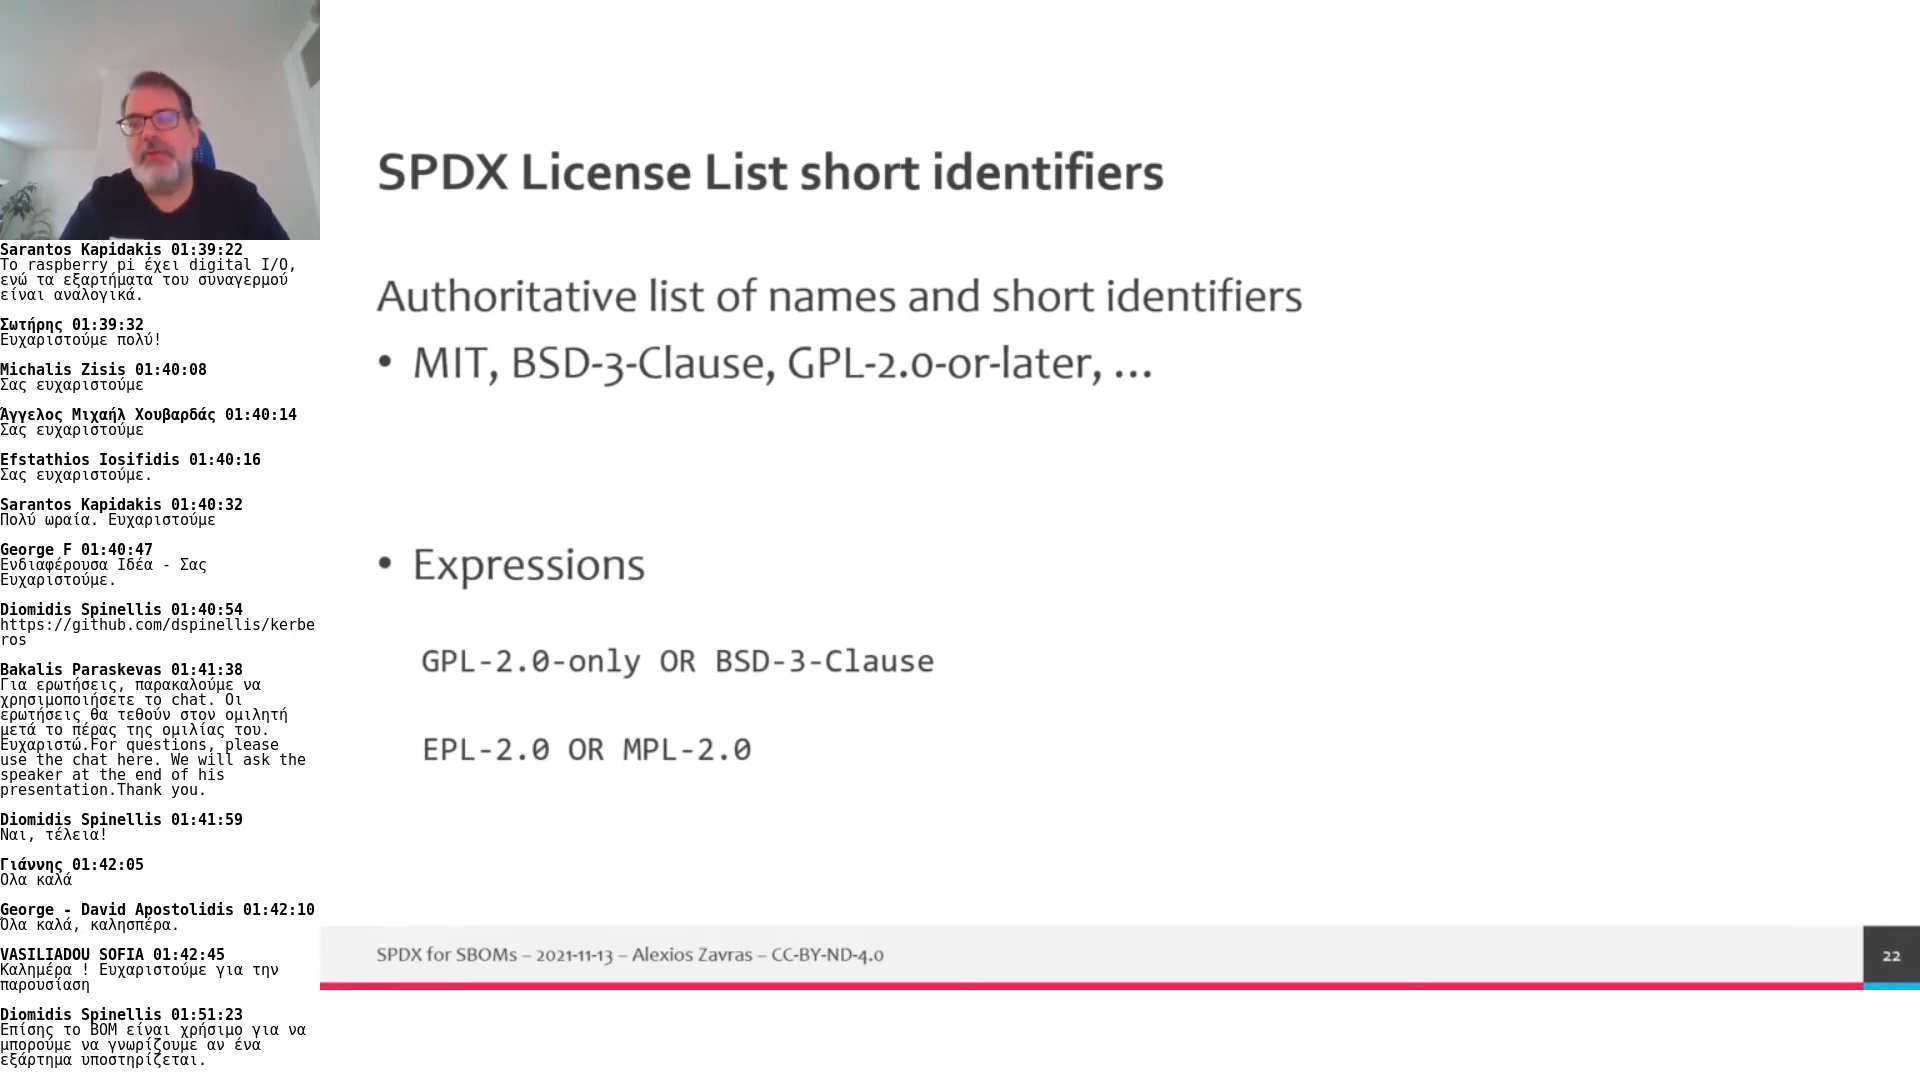 Sarantos Kapidakis 01:39:22
Το raspberry pi έχει digital I/O,
ενώ τα εξαρτήματα του συναγερμού
είναι αναλογικά.
Σωτήρης 01:39:32
Ευχαριστούμε πολύ!
Michalis Zisis 01:40:08
Σας ευχαριστούμε
Άγγελος Μιχαήλ Χουβαρδάς 01:40:14
Σας ευχαριστούμε
Efstathios Iosifidis 01:40:16
Σας ευχαριστούμε.
Sarantos Kapidakis 01:40:32
Πολύ ωραία. Ευχαριστούμε
George F 01:40:47
Ενδιαφέρουσα Ιδέα - Σας
Ευχαριστούμε.
Diomidis Spinellis 01:40:54
https://github.com/dspinellis/kerbe
ros
Bakalis Paraskevas 01:41:38
Για ερωτήσεις, παρακαλούμε να
χρησιμοποιήσετε το chat. Οι
ερωτήσεις θα τεθούν στον ομιλητή
μετά το πέρας της ομιλίας του.
Ευχαριστώ.For questions, please
use the chat here. We will ask the
speaker at the end of his
presentation.Thank you.
Diomidis Spinellis 01:41:59
Ναι, τέλεια!
Γιάννης 01:42:05
Ολα καλά
George - David Apostolidis 01:42:10
Όλα καλά, καλησπέρα.
VASILIADOU SOFIA 01:42:45
Καλημέρα ! Ευχαριστούμε για την
παρουσίαση
Diomidis Spinellis 01:51:23
Επίσης το BOM είναι χρήσιμο για να
μπορούμε να γνωρίζουμε αν ένα
εξάρτημα υποστηρίζεται.
SPDX License List short identifiers
Authoritative list of names and short identifiers
• MIT, BSD-3-Clause, GPL-2.0-or-later, ...
• Expressions
GPL-2.0-only OR BSD-3-Clause
EPL-2.0 OR MPL-2.0
SPDX for SBOMs – 2021-11-13 – Alexios Zavras – CC-BY-ND-4.0
22